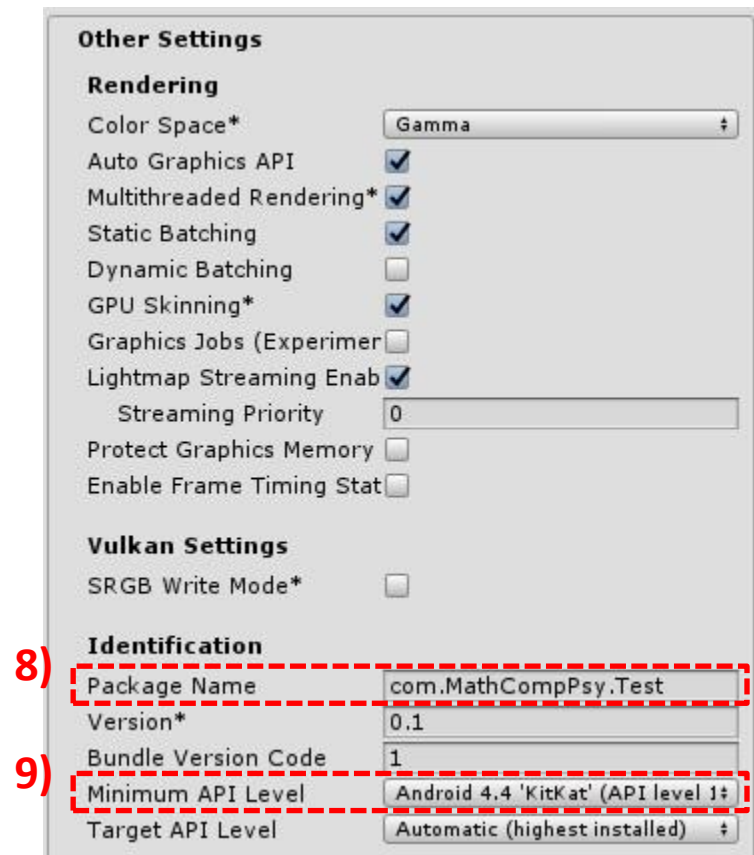 Other Settings
Rendering
Color Space* Gamma
Auto Graphics API
Multithreaded Rendering*
Static Batching
Dynamic Batching
GPU Skinning*
Graphics Jobs (Experimer
Lightmap Streaming Enab
Streaming Priority 0
Protect Graphics Memory
Enable Frame Timing Stat
Vulkan Settings
SRGB Write Mode*
Identification
8) Package Name com.MathCompPsy.Test
Version* 0.1
Bundle Version Code 1
9) Minimum API Level Android 4.4 'KitKat' (API level 1
Target API Level Automatic (highest installed)